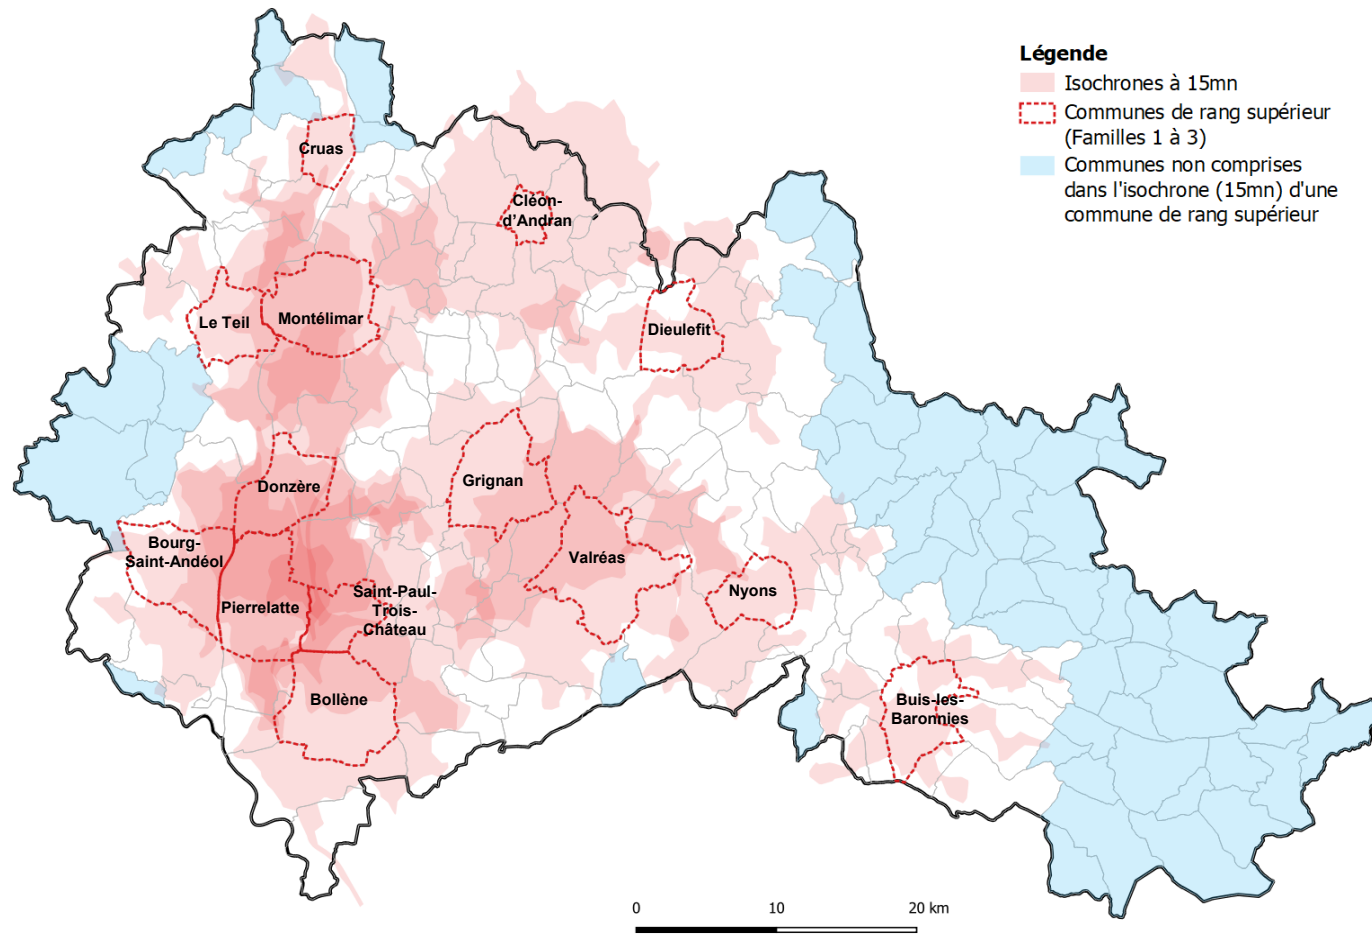 Légende
Isochrones à 15mn
Communes de rang supérieur
(Familles 1 à 3)
Communes non comprises
dans l'isochrone (15mn) d'une
commune de rang supérieur
Cruas
Cléon-
d'Andran
Le Teil
Montélimar
Dieulefit
Grignan
Donzère
Bourg-
Saint-Andéol
Valréas
Nyons
Pierrelatte
Saint-Paul-
Trois-
Château
Bollène
Buis-les-
Baronnies
0 10 20 km